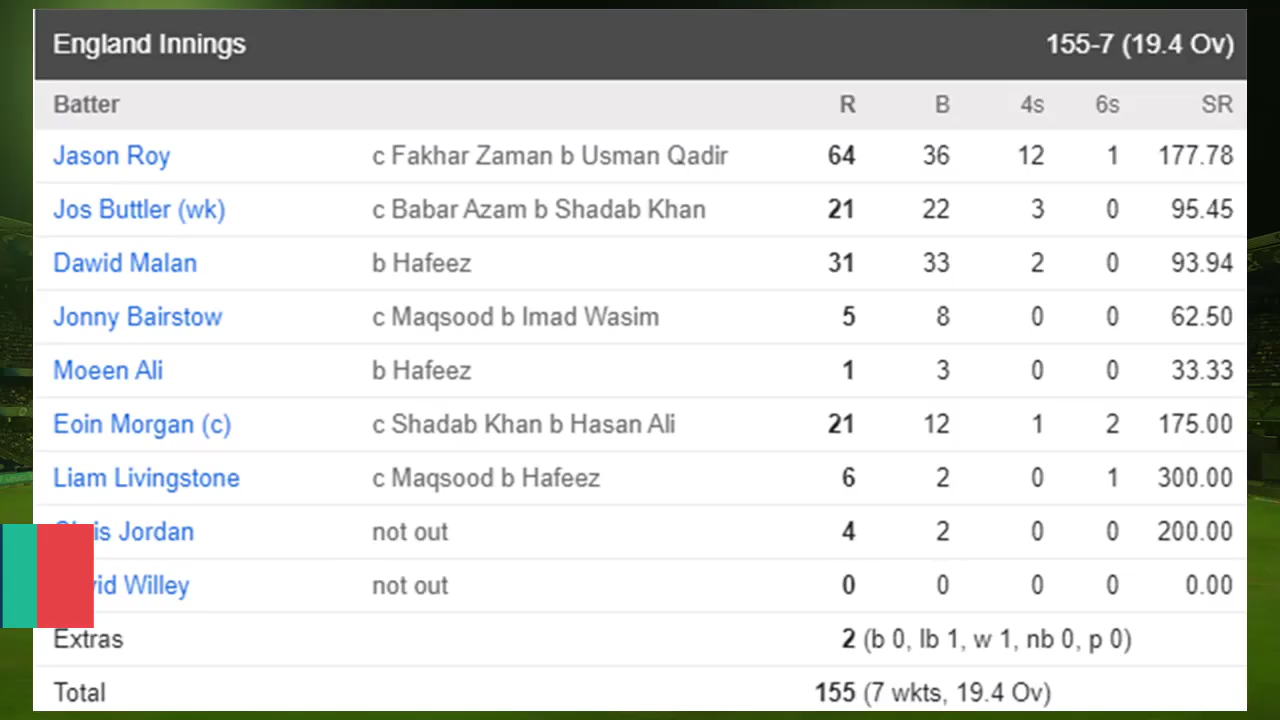 England Innings 155-7 (19.4 Ov)
Batter R B 4s 6s SR
Jason Roy c Fakhar Zaman b Usman Qadir 64 36 12 1 177.78
Jos Buttler (wk) c Babar Azam b Shadab Khan 21 22 3 0 95.45
Dawid Malan b Hafeez 31 33 2 0 93.94
Jonny Bairstow c Maqsood b Imad Wasim 5 8 0 0 62.50
Moeen Ali b Hafeez 1 3 0 0 33.33
Eoin Morgan (c) c Shadab Khan b Hasan Ali 21 12 1 2 175.00
Liam Livingstone c Maqsood b Hafeez 6 2 0 1 300.00
Jordan not out 4 2 0 0 200.00
Willey not out 0 0 0 0 0.00
Extras 2 (b 0, lb 1, w 1, nb 0, p 0)
Total 155 (7 wkts, 19.4 Ov)